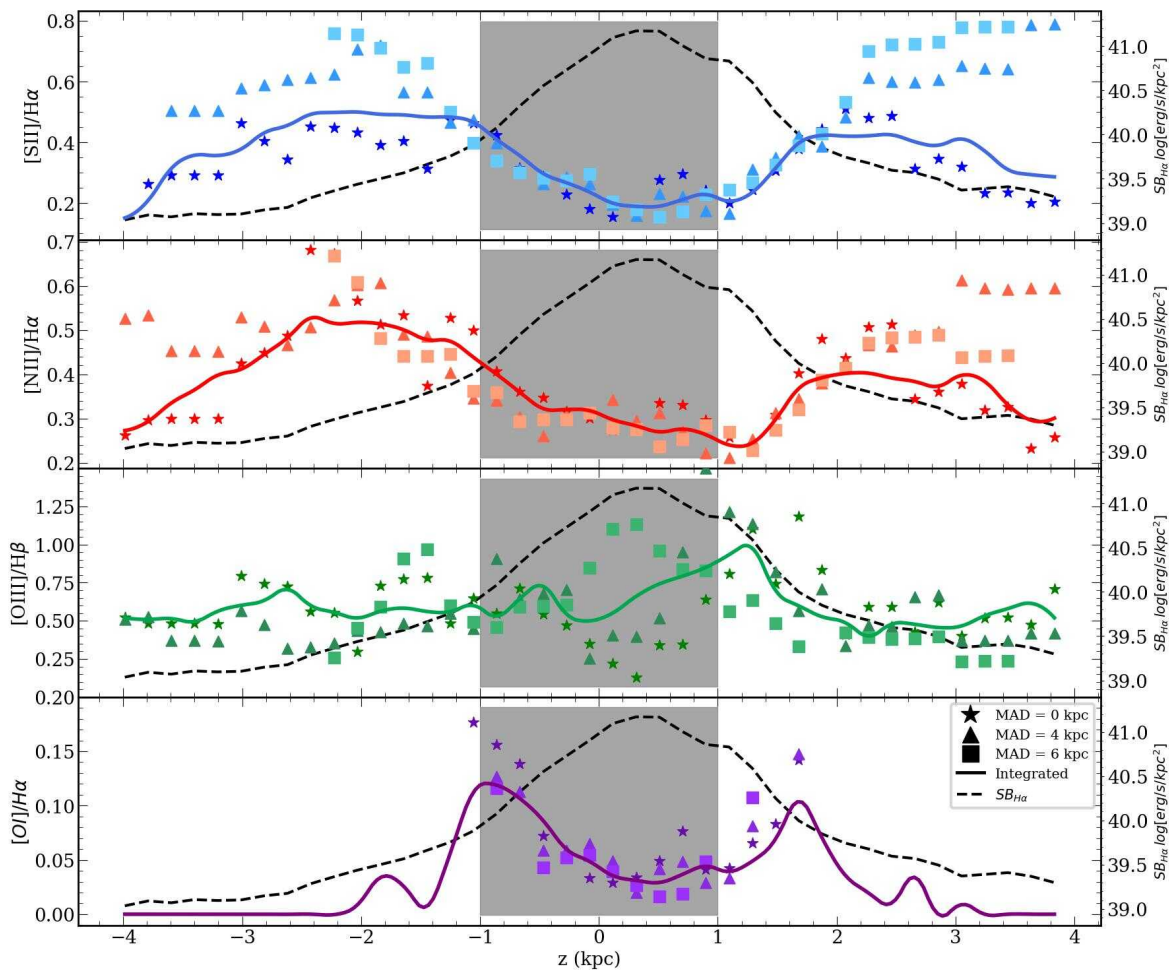 0.8
0.6
0.4
0.2
[SII]/Hα
41.0
40.5
40.0
39.5
39.0
SB_Hα log[erg/s/kpc²]
0.7
0.6
0.5
0.4
0.3
0.2
[NII]/Hα
41.0
40.5
40.0
39.5
39.0
SB_Hα log[erg/s/kpc²]
1.25
1.00
0.75
0.50
0.25
0.20
[OIII]/Hβ
41.0
40.5
40.0
39.5
39.0
SB_Hα log[erg/s/kpc²]
0.15
0.10
0.05
0.00
[OI]/Hα
MAD = 0 kpc
MAD = 4 kpc
MAD = 6 kpc
Integrated
SB_Hα
41.0
40.5
40.0
39.5
39.0
SB_Hα log[erg/s/kpc²]
−4 −3 −2 −1 0 1 2 3 4
z (kpc)